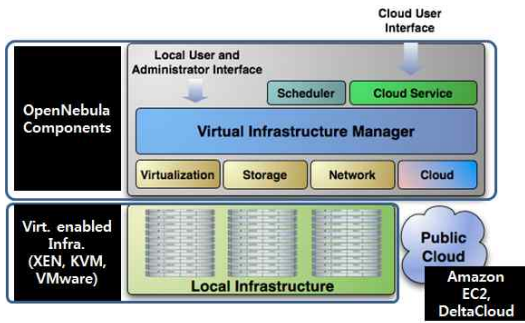 Cloud User
Interface
Local User and
Administrator Interface
Scheduler
Cloud Service
OpenNebula
Components
Virtual Infrastructure Manager
Virtualization
Storage
Network
Cloud
Virt. enabled
Infra.
(XEN, KVM,
VMware)
Local Infrastructure
Public
Cloud
Amazon
EC2,
DeltaCloud